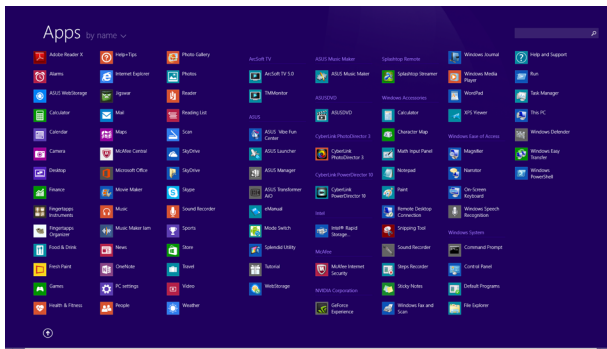 Apps by name
Adobe Reader X
Alarms
ASUS WebStorage
Calculator
Calendar
Camera
Desktop
Finance
Fingertapps Instruments
Fingertapps Organizer
Food & Drink
Fresh Paint
Games
Health & Fitness
Help+Tips
Internet Explorer
Jigsaw
Mail
Maps
McAfee Central
Microsoft Office
Movie Maker
Music
Music Maker Jam
News
OneNote
PC settings
People
Photo Gallery
Photos
Reader
Reading List
Scan
SkyDrive
SkyDrive
Skype
Sound Recorder
Sports
Store
Travel
Video
Weather
ArcSoft TV
ArcSoft TV 5.0
TMMonitor
ASUS
ASUS Vibe Fun
Center
ASUS Launcher
ASUS Manager
ASUS Transformer
AiO
eManual
Mode Switch
Splendid Utility
Tutorial
WebStorage
ASUS Music Maker
ASUS Music Maker
ASUSDVD
ASUSDVD
CyberLink PhotoDirector 3
CyberLink
PhotoDirector 3
CyberLink PowerDirector 10
CyberLink
PowerDirector 10
Intel
Intel® Rapid
Storage...
McAfee
McAfee Internet
Security
NVIDIA Corporation
GeForce
Experience
Splashtop Remote
Splashtop Streamer
Windows Accessories
Calculator
Character Map
Math Input Panel
Notepad
Paint
Remote Desktop
Connection
Snipping Tool
Sound Recorder
Steps Recorder
Sticky Notes
Windows Fax and
Scan
Windows Journal
Windows Media
Player
WordPad
XPS Viewer
Windows Ease of Access
Magnifier
Narrator
On-Screen
Keyboard
Windows Speech
Recognition
Windows System
Command Prompt
Control Panel
Default Programs
File Explorer
Help and Support
Run
Task Manager
This PC
Windows Defender
Windows Easy
Transfer
Windows
PowerShell